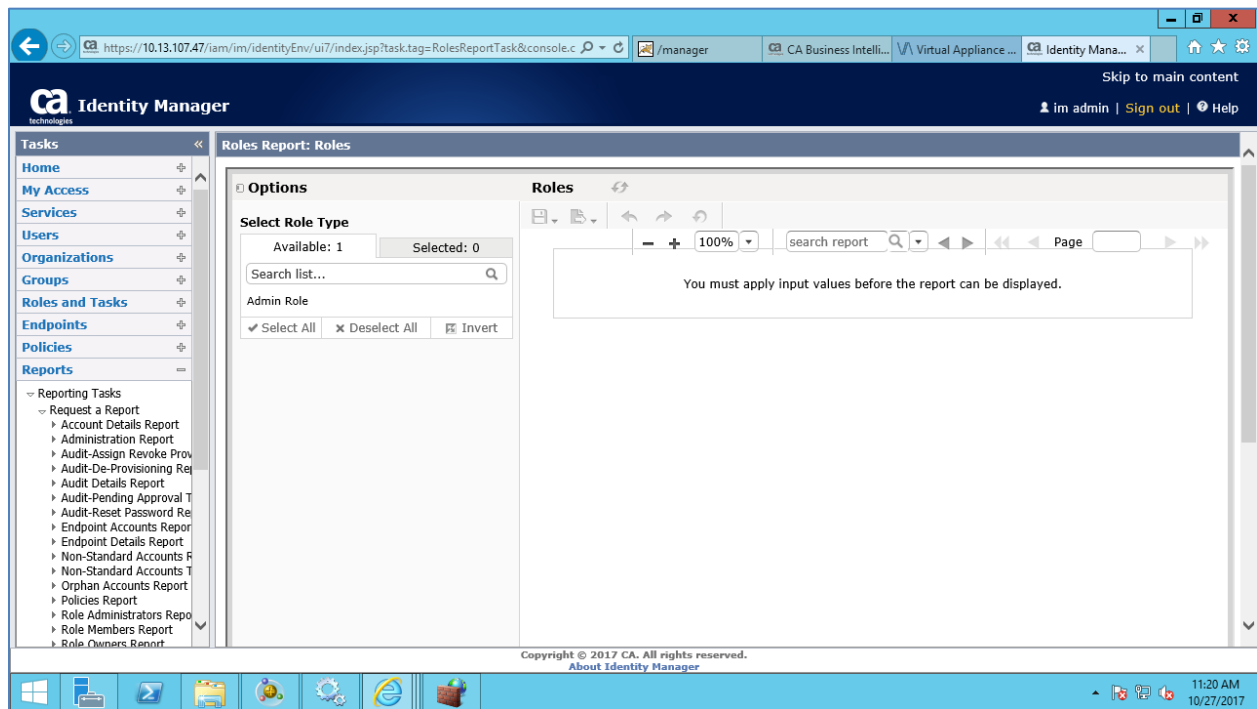 https://10.13.107.47/iam/im/identityEnv/ui7/index.jsp?task.tag=RolesReportTask&console.c
/manager
CA Business Intelli...
Virtual Appliance ...
Identity Mana...
Skip to main content
ca technologies
Identity Manager
im admin | Sign out | Help
Tasks
Home
My Access
Services
Users
Organizations
Groups
Roles and Tasks
Endpoints
Policies
Reports
Reporting Tasks
Request a Report
Account Details Report
Administration Report
Audit-Assign Revoke Prov
Audit-De-Provisioning Rep
Audit Details Report
Audit-Pending Approval T
Audit-Reset Password Re
Endpoint Accounts Repor
Endpoint Details Report
Non-Standard Accounts R
Non-Standard Accounts T
Orphan Accounts Report
Policies Report
Role Administrators Repo
Role Members Report
Role Owners Report
Roles Report: Roles
Options
Select Role Type
Available: 1
Selected: 0
Search list...
Admin Role
Select All
Deselect All
Invert
Roles
100%
search report
Page
You must apply input values before the report can be displayed.
Copyright © 2017 CA. All rights reserved.
About Identity Manager
11:20 AM
10/27/2017